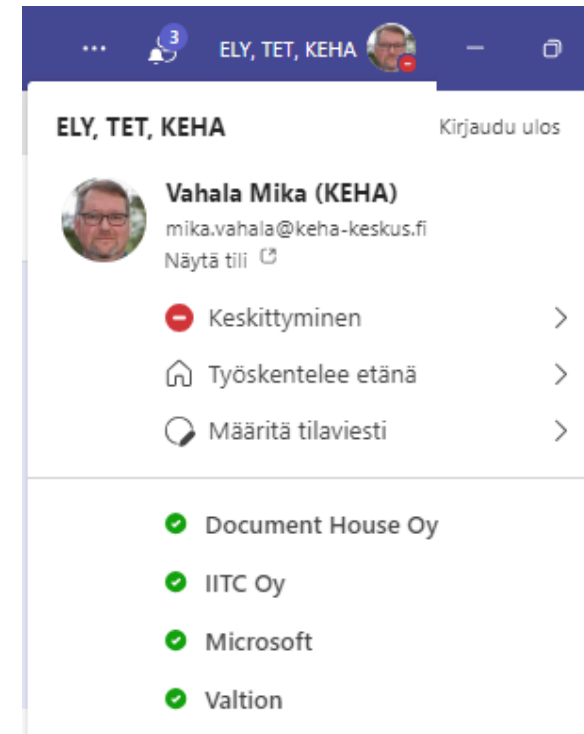 ...
3
ELY, TET, KEHA
ELY, TET, KEHA
Kirjaudu ulos
Vahala Mika (KEHA)
mika.vahala@keha-keskus.fi
Näytä tili
Keskittyminen
Työskentelee etänä
Määritä tilaviesti
Document House Oy
IITC Oy
Microsoft
Valtion